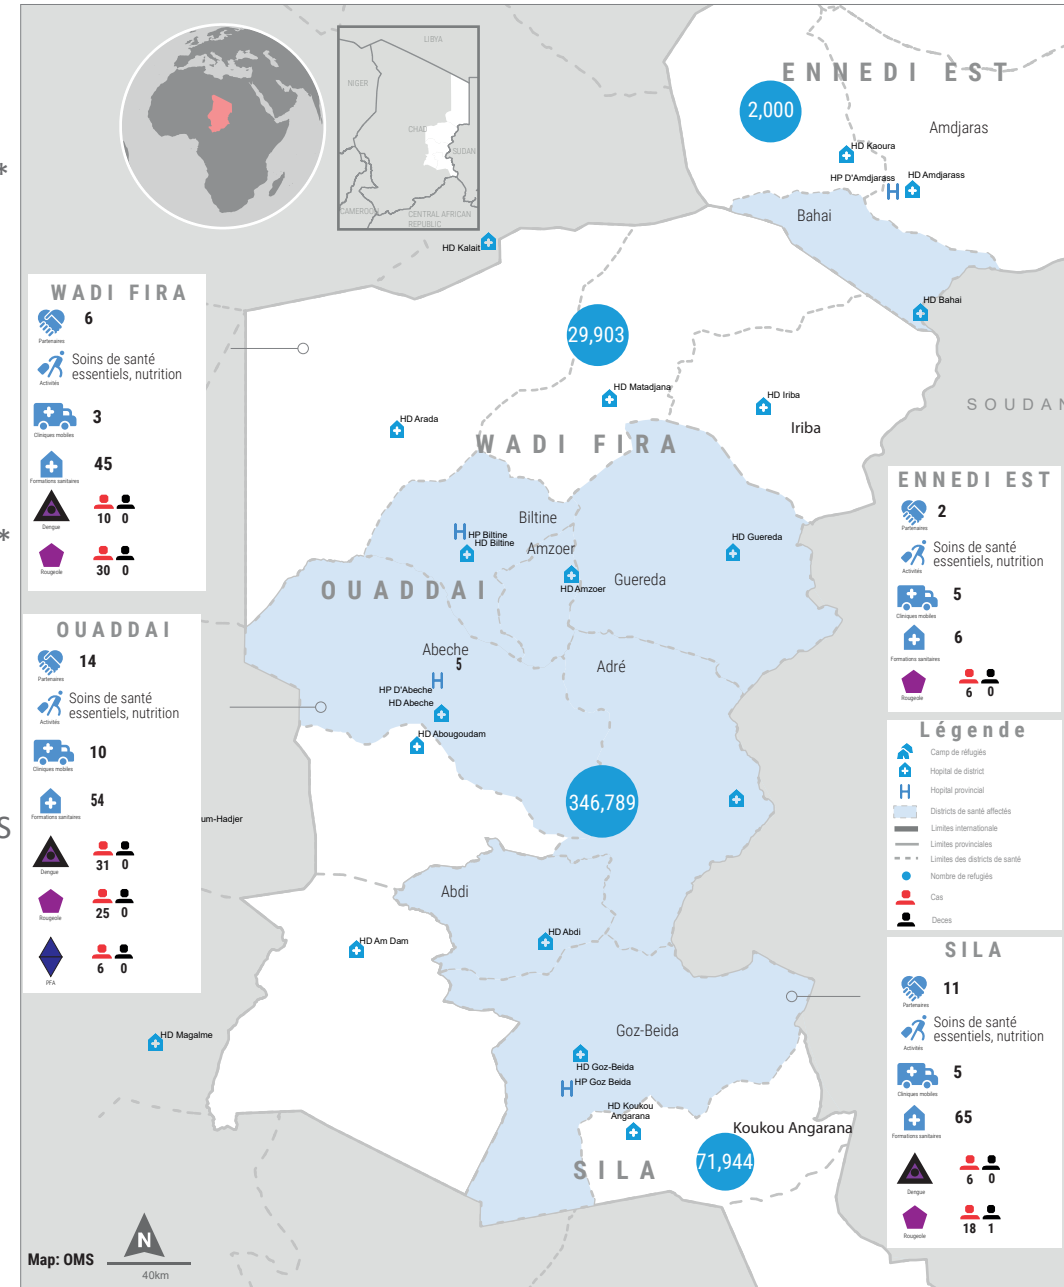 *
*
S
LIBYA
NIGER
CHAD
SUDAN
CAMEROON
CENTRAL AFRICAN
REPUBLIC
ENNEDI EST
2,000
Amdjaras
HD Kaoura
HP D'Amdjarass
HD Amdjarass
Bahai
HD Kalait
HD Bahai
29,903
HD Matadjana
HD Iriba
Iriba
SOUDAN
HD Arada
WADI FIRA
Biltine
HP Biltine
HD Biltine
Amzoer
HD Amzoer
HD Guereda
Guereda
OUADDAI
Abeche
5
HP D'Abeche
HD Abeche
Adré
HD Abougoudam
346,789
um-Hadjer
Abdi
HD Abdi
HD Am Dam
HD Magalme
Goz-Beida
HD Goz-Beida
HP Goz Beida
HD Koukou
Angarana
Koukou Angarana
71,944
SILA
WADI FIRA
6
Partenaires
Soins de santé
essentiels, nutrition
Activités
3
Cliniques mobiles
45
Formations sanitaires
10 0
Dengue
30 0
Rougeole
OUADDAI
14
Partenaires
Soins de santé
essentiels, nutrition
Activités
10
Cliniques mobiles
54
Formations sanitaires
31 0
Dengue
25 0
Rougeole
6 0
PFA
ENNEDI EST
2
Partenaires
Soins de santé
essentiels, nutrition
Activités
5
Cliniques mobiles
6
Formations sanitaires
6 0
Rougeole
Légende
Camp de réfugiés
Hopital de district
Hopital provincial
Districts de santé affectés
Limites internationale
Limites provinciales
Limites des districts de santé
Nombre de refugiés
Cas
Deces
SILA
11
Partenaires
Soins de santé
essentiels, nutrition
Activités
5
Cliniques mobiles
65
Formations sanitaires
6 0
Dengue
18 1
Rougeole
Map: OMS
N
40km